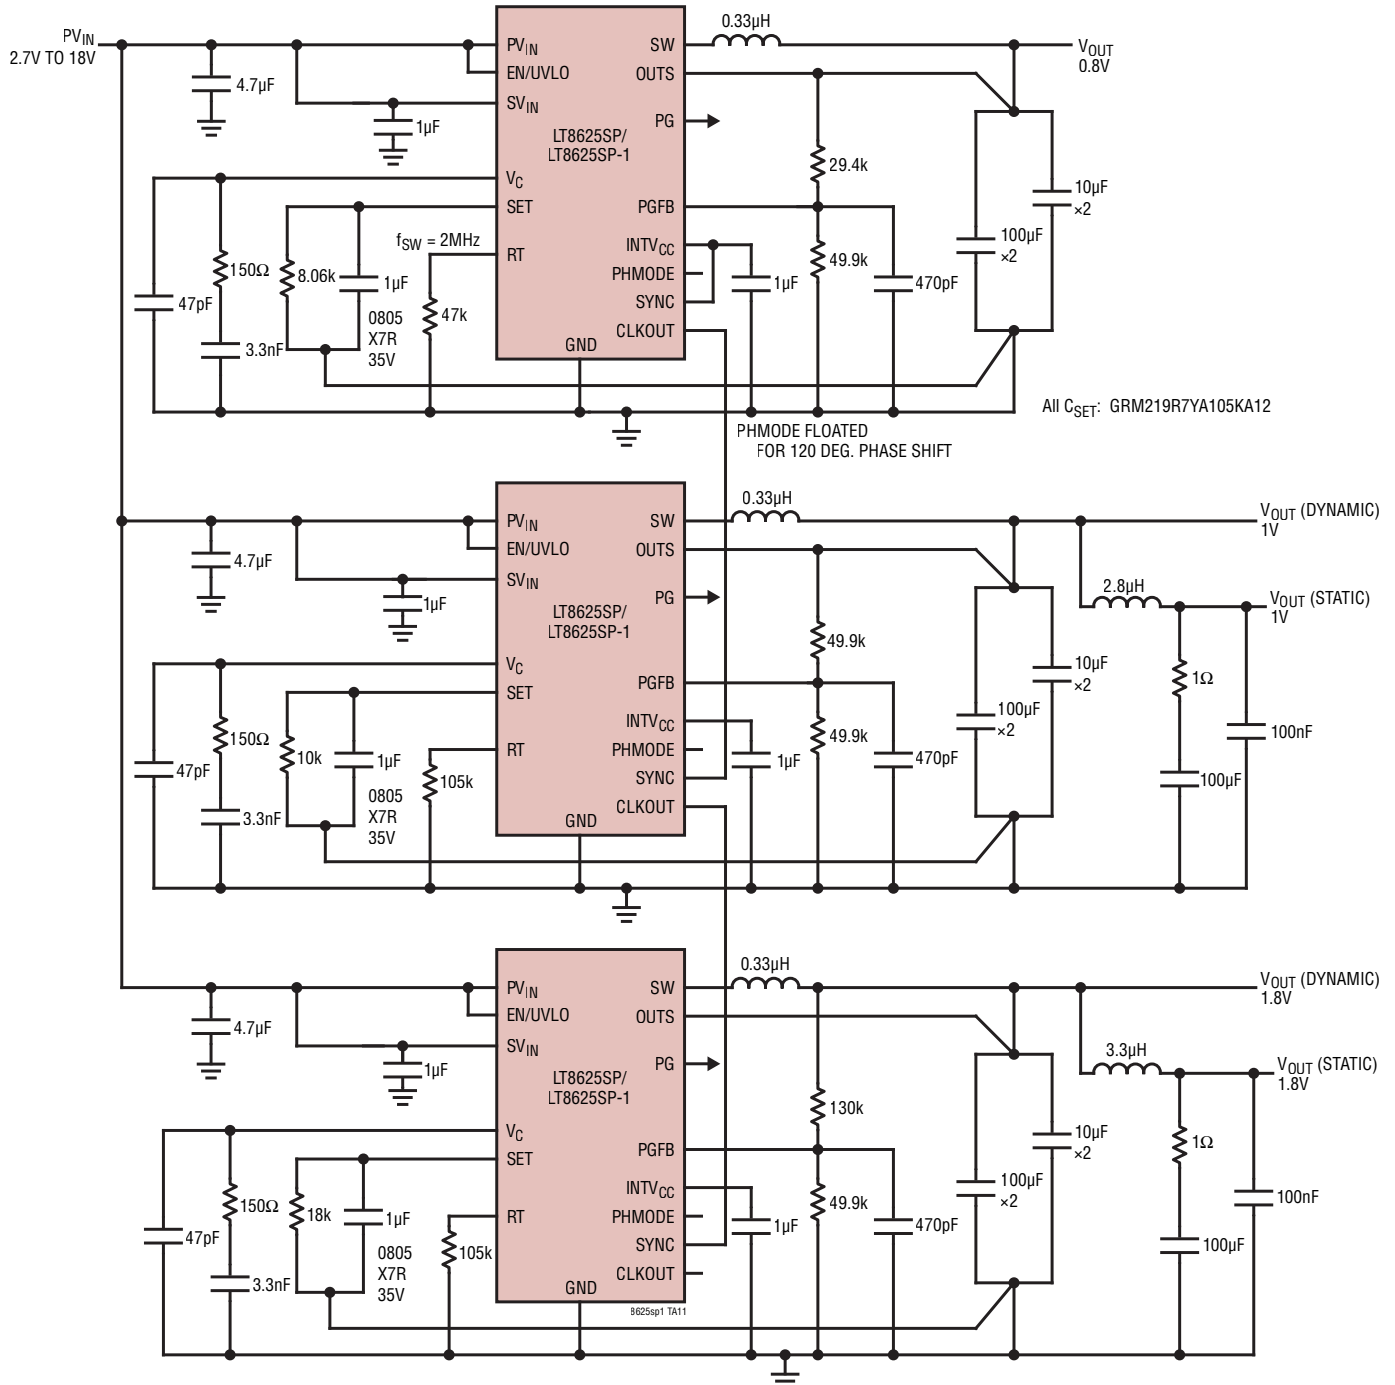 PVIN
2.7V TO 18V
4.7µF
1µF
PVIN
EN/UVLO
SVIN
LT8625SP/
LT8625SP-1
VC
SET
RT
GND
SW
OUTS
PG
PGFB
INTVCC
PHMODE
SYNC
CLKOUT
0.33µH
VOUT
0.8V
29.4k
49.9k
1µF
470pF
100µF
×2
10µF
×2
47pF
150Ω
3.3nF
8.06k
1µF
0805
X7R
35V
fSW = 2MHz
47k
All CSET: GRM219R7YA105KA12
PHMODE FLOATED
FOR 120 DEG. PHASE SHIFT
4.7µF
1µF
PVIN
EN/UVLO
SVIN
LT8625SP/
LT8625SP-1
VC
SET
RT
GND
SW
OUTS
PG
PGFB
INTVCC
PHMODE
SYNC
CLKOUT
0.33µH
VOUT (DYNAMIC)
1V
2.8µH
VOUT (STATIC)
1V
49.9k
49.9k
1µF
470pF
100µF
×2
10µF
×2
1Ω
100µF
100nF
47pF
150Ω
3.3nF
10k
1µF
0805
X7R
35V
105k
4.7µF
1µF
PVIN
EN/UVLO
SVIN
LT8625SP/
LT8625SP-1
VC
SET
RT
GND
SW
OUTS
PG
PGFB
INTVCC
PHMODE
SYNC
CLKOUT
0.33µH
VOUT (DYNAMIC)
1.8V
3.3µH
VOUT (STATIC)
1.8V
130k
49.9k
1µF
470pF
100µF
×2
10µF
×2
1Ω
100µF
100nF
47pF
150Ω
3.3nF
18k
1µF
0805
X7R
35V
105k
8625sp1 TA11